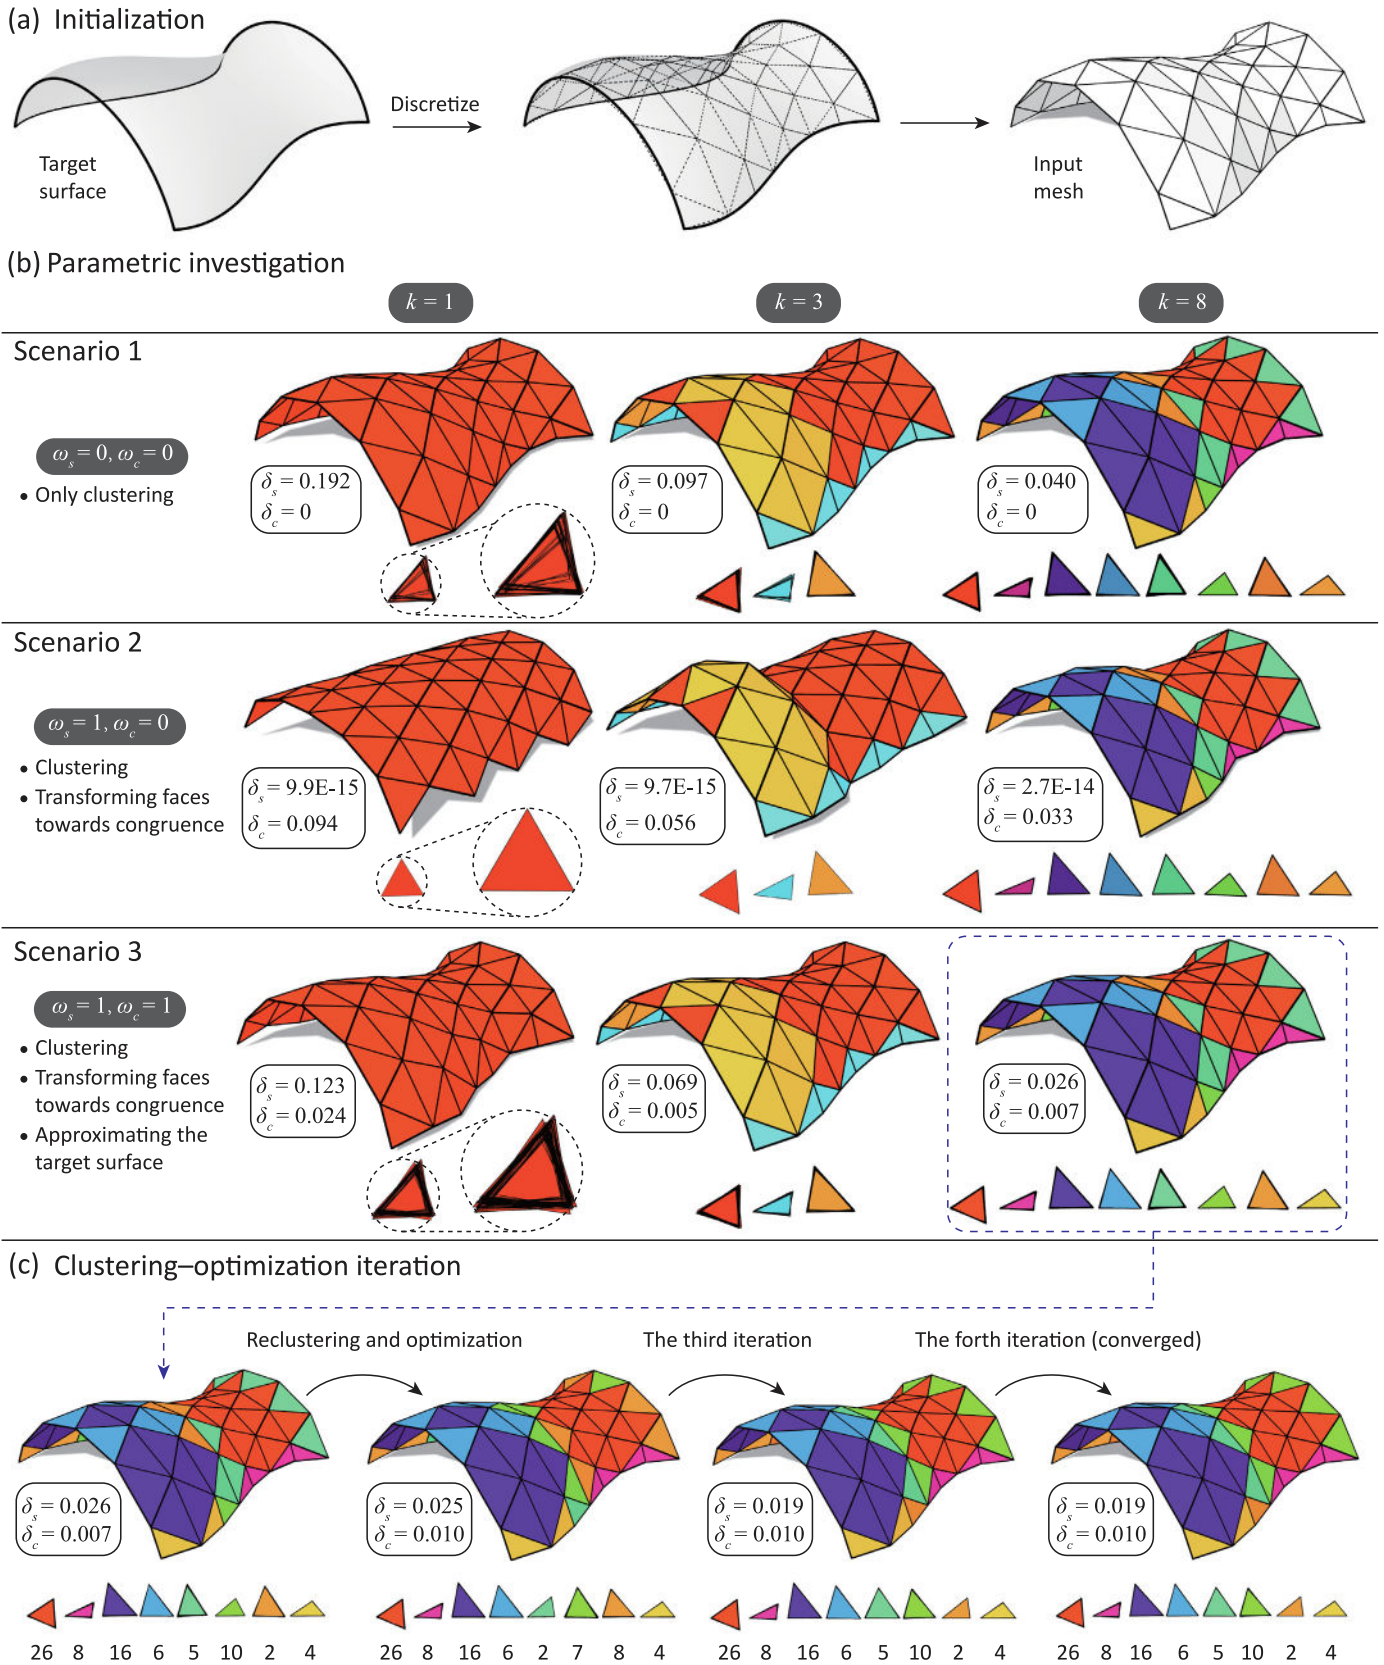 (a) Initialization
Discretize
Target
surface
Input
mesh
(b) Parametric investigation
k = 1
k = 3
k = 8
Scenario 1
ωs = 0, ωc = 0
• Only clustering
δs = 0.192
δc = 0
δs = 0.097
δc = 0
δs = 0.040
δc = 0
Scenario 2
ωs = 1, ωc = 0
• Clustering
• Transforming faces
towards congruence
δs = 9.9E-15
δc = 0.094
δs = 9.7E-15
δc = 0.056
δs = 2.7E-14
δc = 0.033
Scenario 3
ωs = 1, ωc = 1
• Clustering
• Transforming faces
towards congruence
• Approximating the
target surface
δs = 0.123
δc = 0.024
δs = 0.069
δc = 0.005
δs = 0.026
δc = 0.007
(c) Clustering–optimization iteration
Reclustering and optimization
The third iteration
The forth iteration (converged)
δs = 0.026
δc = 0.007
δs = 0.025
δc = 0.010
δs = 0.019
δc = 0.010
δs = 0.019
δc = 0.010
26 8 16 6 5 10 2 4
26 8 16 6 2 7 8 4
26 8 16 6 5 10 2 4
26 8 16 6 5 10 2 4